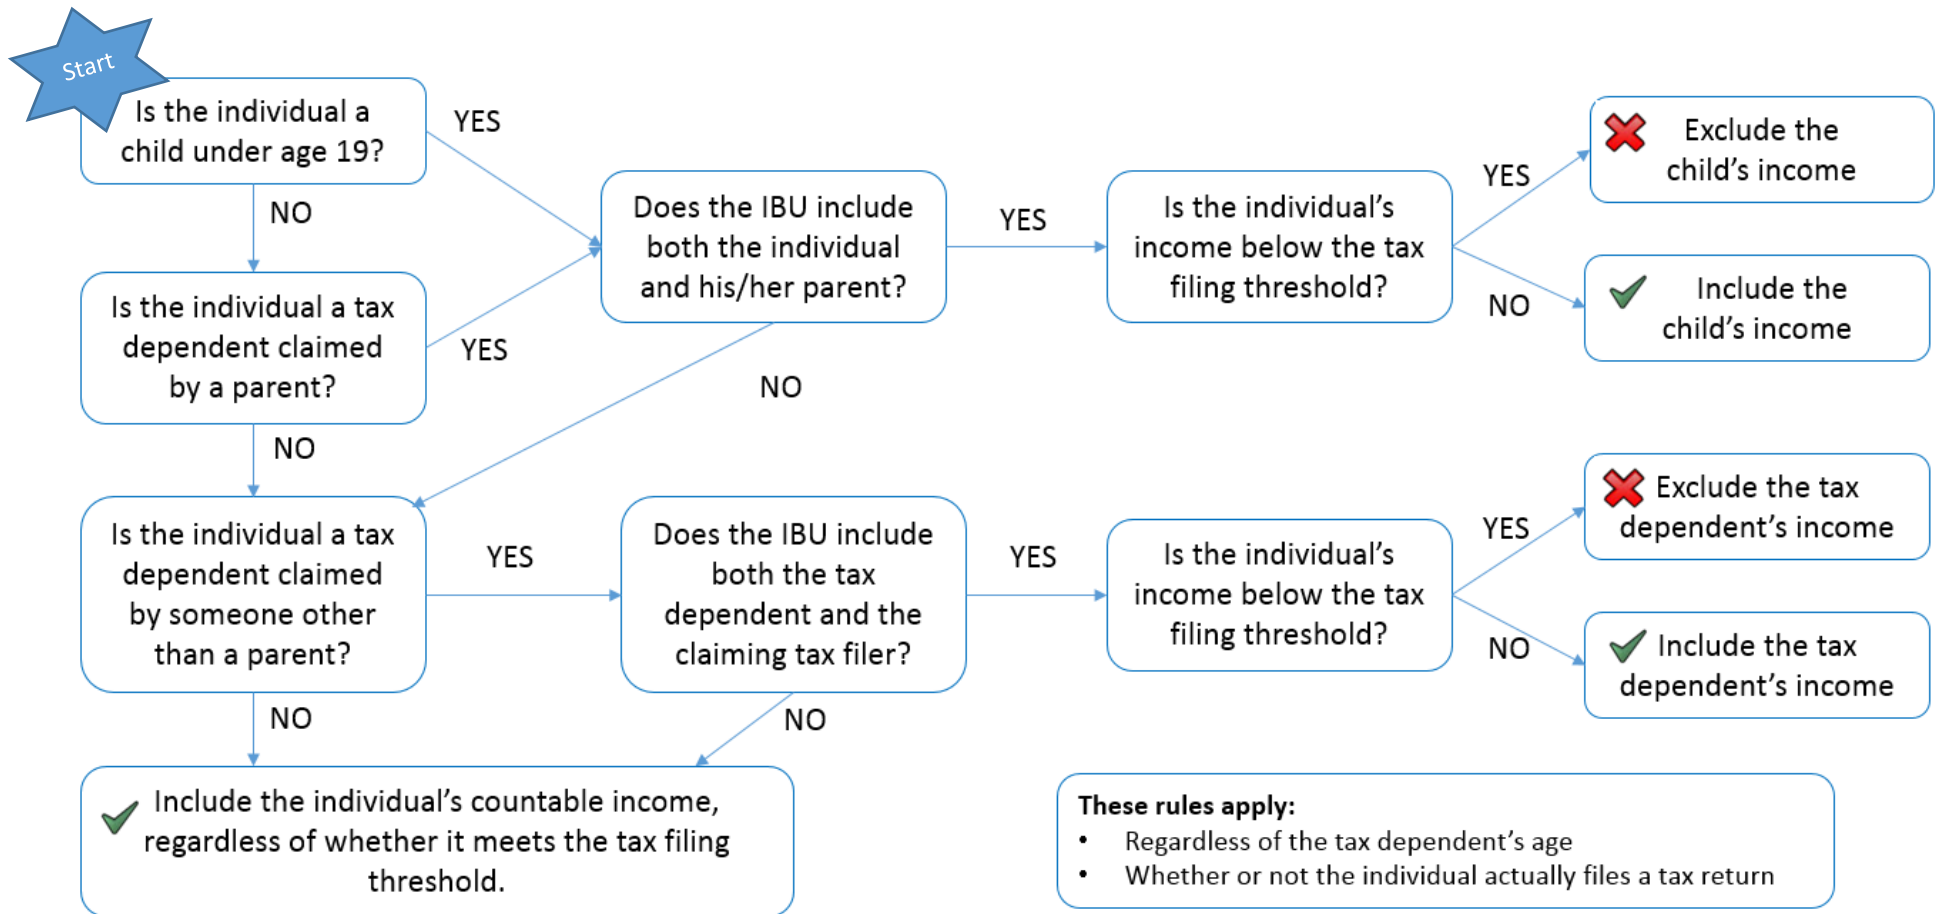 Start
Is the individual a
child under age 19?
YES
NO
Is the individual a tax
dependent claimed
by a parent?
YES
NO
Does the IBU include
both the individual
and his/her parent?
YES
NO
Is the individual’s
income below the tax
filing threshold?
YES
Exclude the
child’s income
NO
Include the
child’s income
Is the individual a tax
dependent claimed
by someone other
than a parent?
YES
NO
Does the IBU include
both the tax
dependent and the
claiming tax filer?
YES
NO
Is the individual’s
income below the tax
filing threshold?
YES
Exclude the tax
dependent’s income
NO
Include the tax
dependent’s income
Include the individual’s countable income,
regardless of whether it meets the tax filing
threshold.
These rules apply:
• Regardless of the tax dependent’s age
• Whether or not the individual actually files a tax return